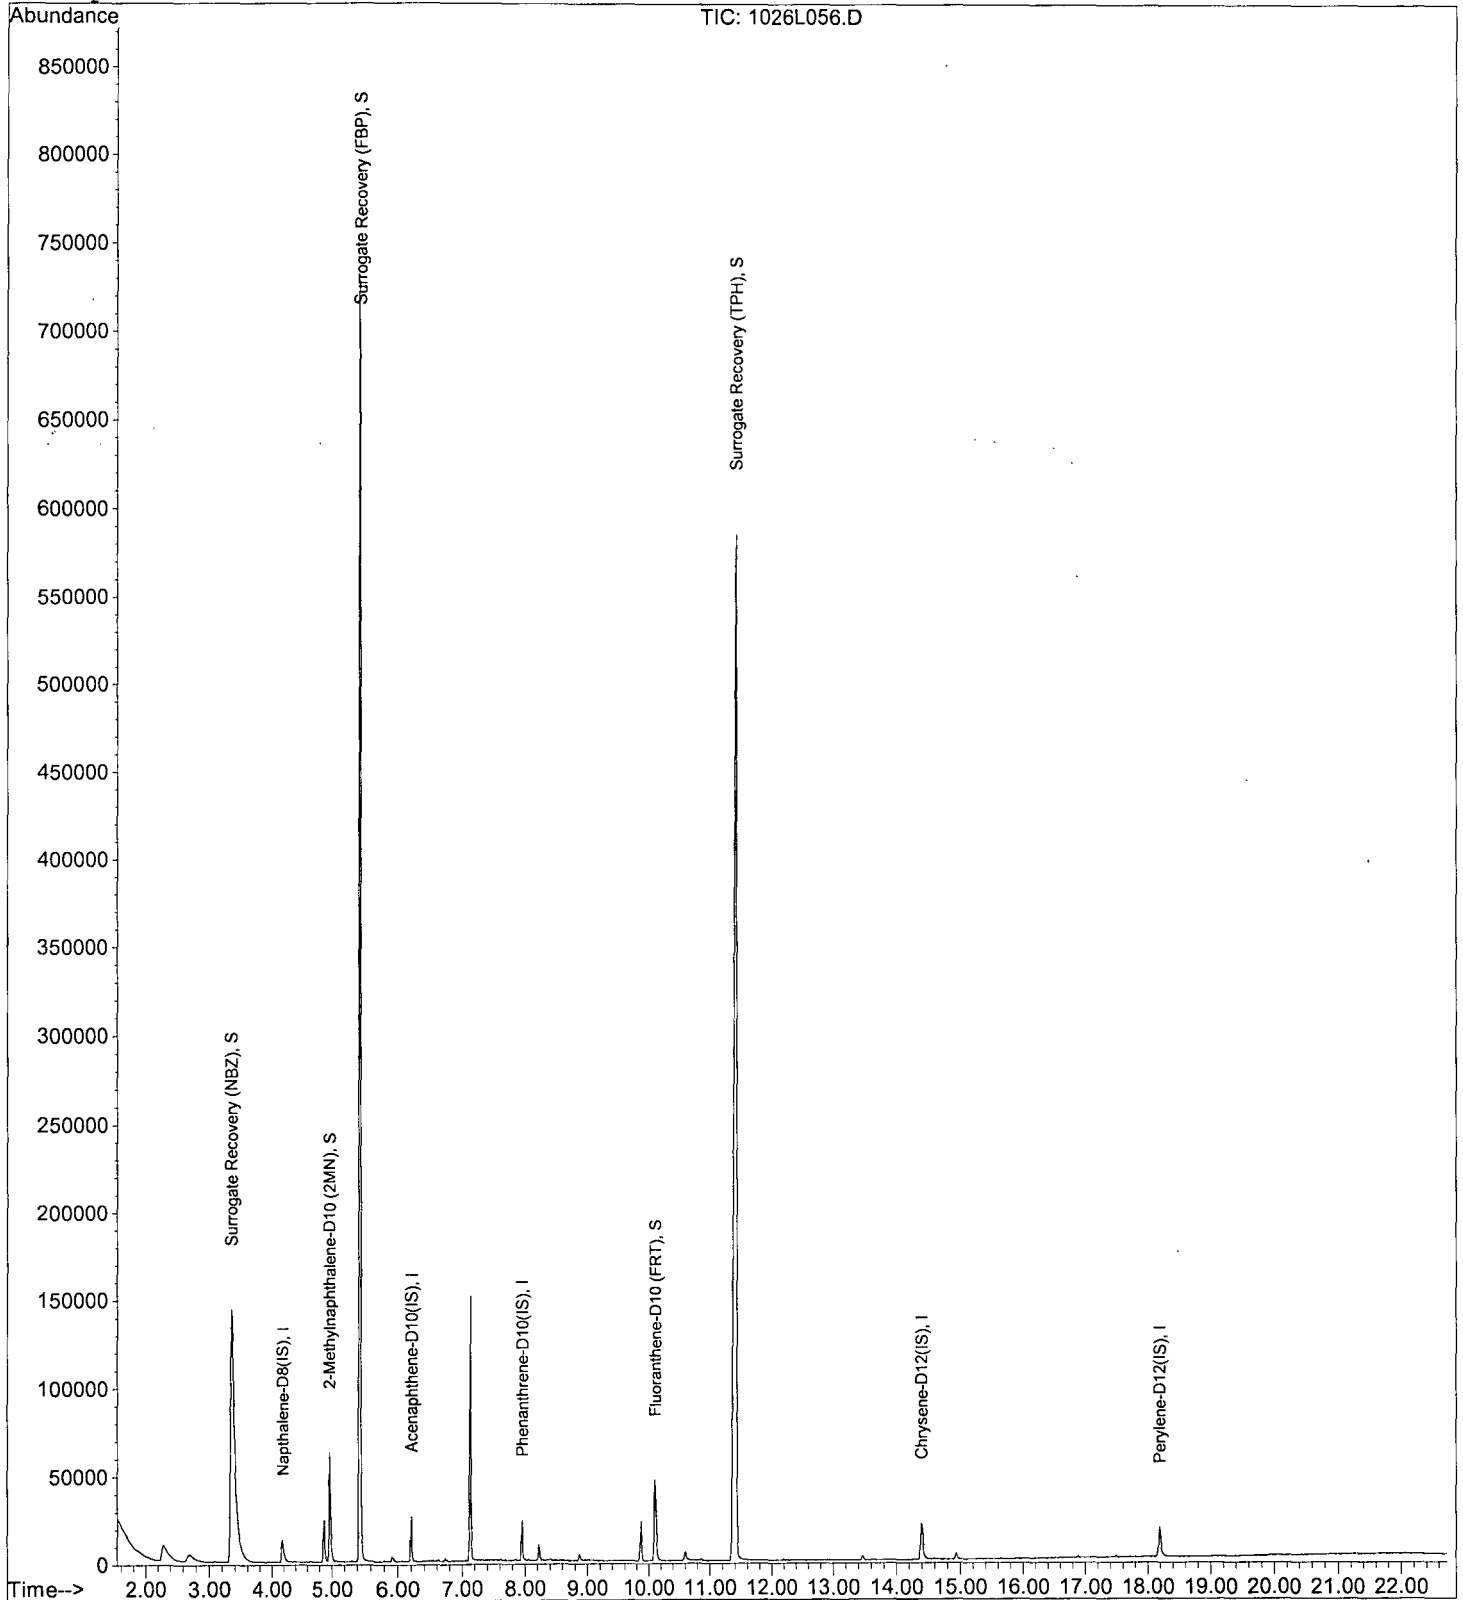 Abundance
TIC: 1026L056.D
850000
800000
750000
700000
650000
600000
550000
500000
450000
400000
350000
300000
250000
200000
150000
100000
50000
0
Surrogate Recovery (NBZ), S
Napthalene-D8(IS), I
2-Methylnaphthalene-D10 (2MN), S
Surrogate Recovery (FBP), S
Acenaphthene-D10(IS), I
Phenanthrene-D10(IS), I
Fluoranthene-D10 (FRT), S
Surrogate Recovery (TPH), S
Chrysene-D12(IS), I
Perylene-D12(IS), I
Time--> 2.00 3.00 4.00 5.00 6.00 7.00 8.00 9.00 10.00 11.00 12.00 13.00 14.00 15.00 16.00 17.00 18.00 19.00 20.00 21.00 22.00